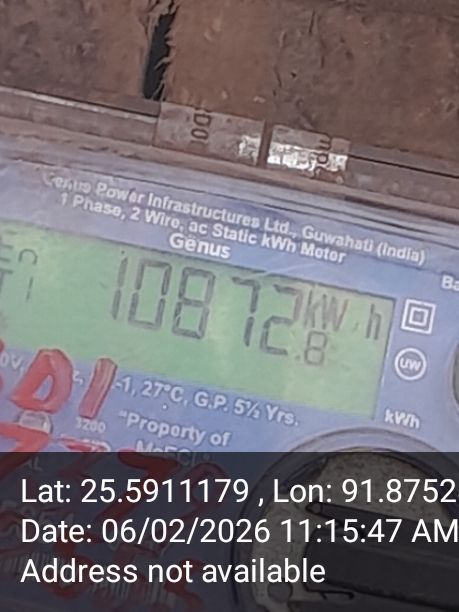 Genus Power Infrastructures Ltd., Guwahati (India)
1 Phase, 2 Wire, ac Static kWh Meter
Genus
10872.8 kWh
UW
-1, 27°C, G.P. 5½ Yrs.
kWh
3200
"Property of
Lat: 25.5911179 , Lon: 91.8752
Date: 06/02/2026 11:15:47 AM
Address not available